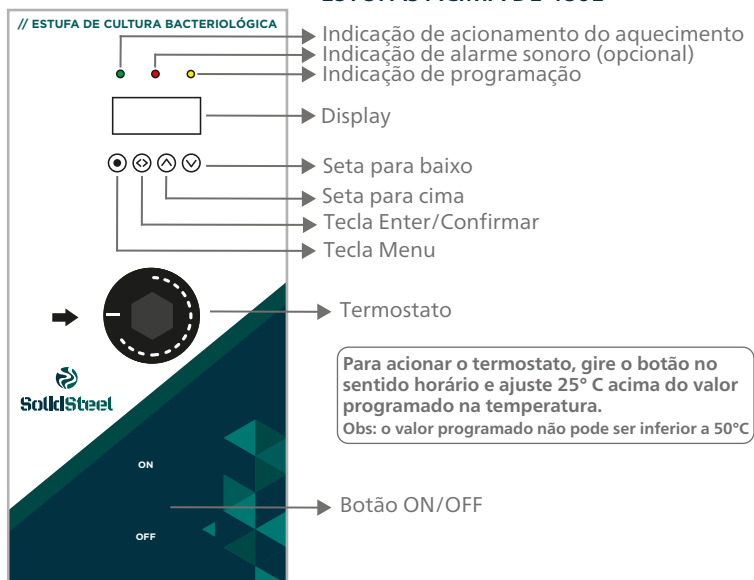 // ESTUFA DE CULTURA BACTERIOLÓGICA
Indicação de acionamento do aquecimento
Indicação de alarme sonoro (opcional)
Indicação de programação
Display
Seta para baixo
Seta para cima
Tecla Enter/Confirmar
Tecla Menu
Termostato
SolidSteel
Para acionar o termostato, gire o botão no
sentido horário e ajuste 25° C acima do valor
programado na temperatura.
Obs: o valor programado não pode ser inferior a 50°C
ON
Botão ON/OFF
OFF